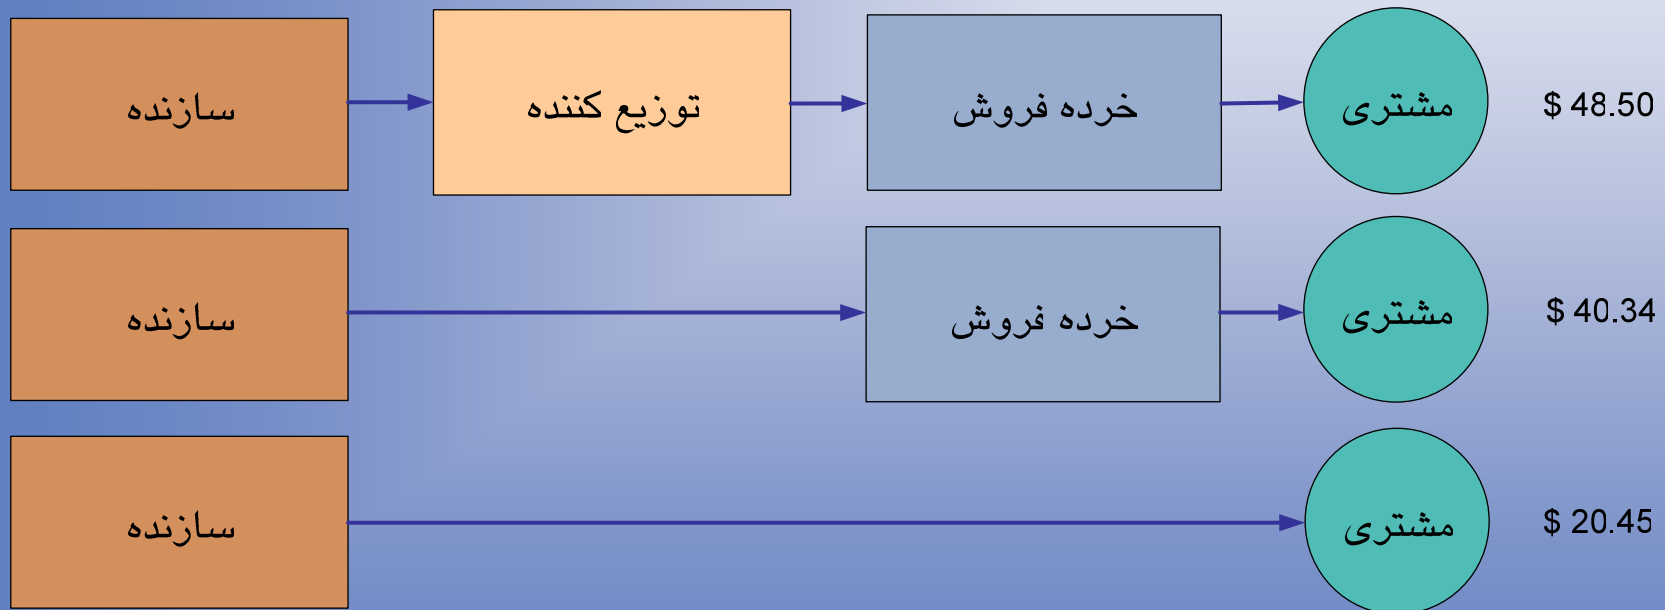 سازنده
توزیع کننده
خرده فروش
مشتری
$ 48.50
سازنده
خرده فروش
مشتری
$ 40.34
سازنده
مشتری
$ 20.45